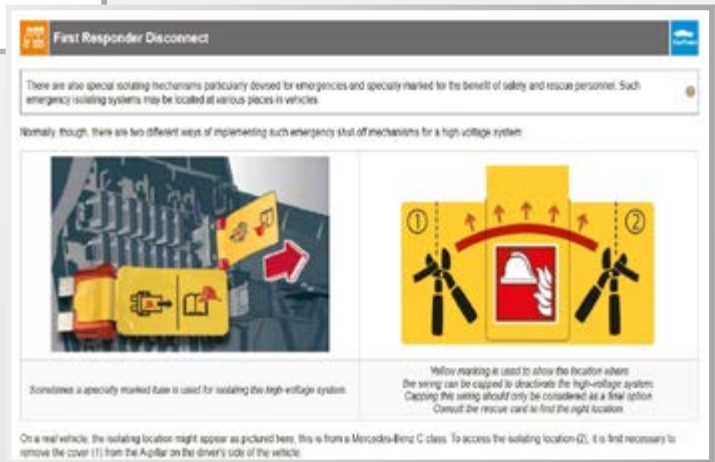 First Responder Disconnect
There are also special isolating mechanisms particularly devised for emergencies and specially marked for the benefit of safety and rescue personnel. Such
emergency isolating systems may be located at various places in vehicles.
Normally, though, there are two different ways of implementing such emergency shut off mechanisms for a high voltage system
1
2
Sometimes a specially marked fuse is used for isolating the high-voltage system.
Yellow marking is used to show the location where
the wiring can be capped to deactivate the high-voltage system.
Capping this wiring should only be considered as a final option
Consult the rescue card to find the right location.
On a real vehicle, the isolating location might appear as pictured here, this is from a Mercedes-Benz C class. To access the isolating location (2), it is first necessary to
remove the cover (1) from the A-pillar on the driver's side of the vehicle.